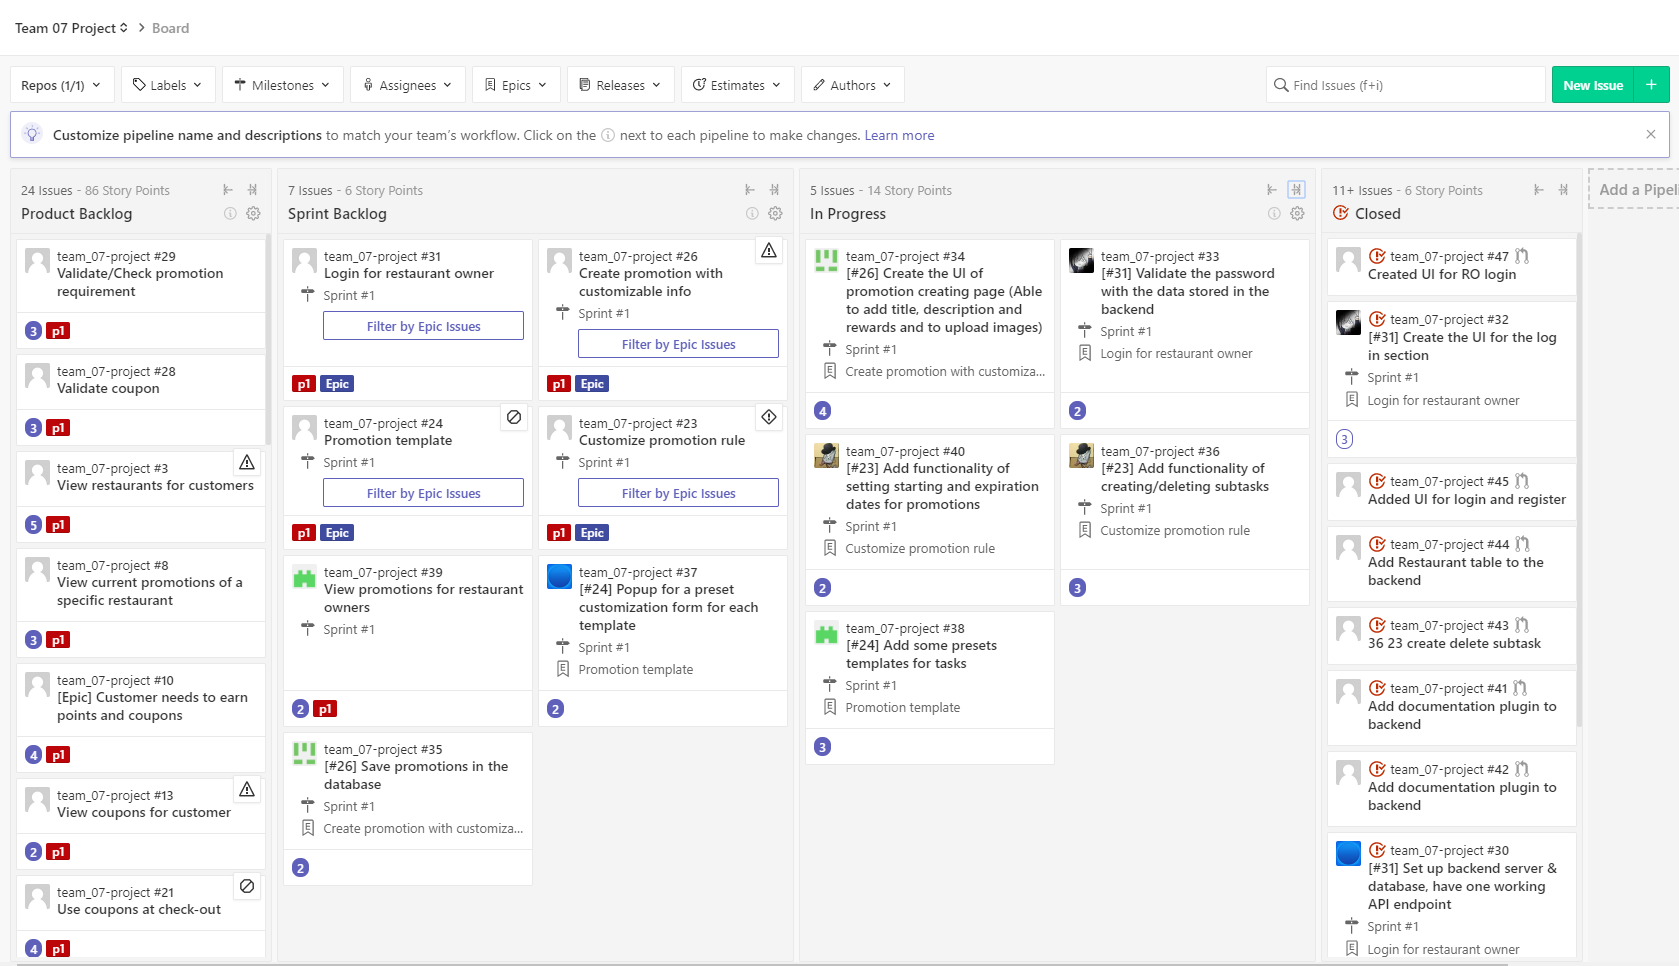 Team 07 Project > Board
Repos (1/1)
Labels
Milestones
Assignees
Epics
Releases
Estimates
Authors
Find Issues (f+i)
New Issue
+
Customize pipeline name and descriptions to match your team's workflow. Click on the ⓘ next to each pipeline to make changes. Learn more
24 Issues - 86 Story Points
Product Backlog
team_07-project #29
Validate/Check promotion
requirement
3 p1
team_07-project #28
Validate coupon
3 p1
team_07-project #3
View restaurants for customers
5 p1
team_07-project #8
View current promotions of a
specific restaurant
3 p1
team_07-project #10
[Epic] Customer needs to earn
points and coupons
4 p1
team_07-project #13
View coupons for customer
2 p1
team_07-project #21
Use coupons at check-out
4 p1
7 Issues - 6 Story Points
Sprint Backlog
team_07-project #31
Login for restaurant owner
Sprint #1
Filter by Epic Issues
p1 Epic
team_07-project #26
Create promotion with
customizable info
Sprint #1
Filter by Epic Issues
p1 Epic
team_07-project #24
Promotion template
Sprint #1
Filter by Epic Issues
p1 Epic
team_07-project #23
Customize promotion rule
Sprint #1
Filter by Epic Issues
p1 Epic
team_07-project #39
View promotions for restaurant
owners
Sprint #1
2 p1
team_07-project #37
[#24] Popup for a preset
customization form for each
template
Sprint #1
Promotion template
2
team_07-project #35
[#26] Save promotions in the
database
Sprint #1
Create promotion with customiza...
2
5 Issues - 14 Story Points
In Progress
team_07-project #34
[#26] Create the UI of
promotion creating page (Able
to add title, description and
rewards and to upload images)
Sprint #1
Create promotion with customiza...
4
team_07-project #33
[#31] Validate the password
with the data stored in the
backend
Sprint #1
Login for restaurant owner
2
team_07-project #40
[#23] Add functionality of
setting starting and expiration
dates for promotions
Sprint #1
Customize promotion rule
2
team_07-project #36
[#23] Add functionality of
creating/deleting subtasks
Sprint #1
Customize promotion rule
3
team_07-project #38
[#24] Add some presets
templates for tasks
Sprint #1
Promotion template
3
11+ Issues - 6 Story Points
Closed
team_07-project #47
Created UI for RO login
team_07-project #32
[#31] Create the UI for the log
in section
Sprint #1
Login for restaurant owner
3
team_07-project #45
Added UI for login and register
team_07-project #44
Add Restaurant table to the
backend
team_07-project #43
36 23 create delete subtask
team_07-project #41
Add documentation plugin to
backend
team_07-project #42
Add documentation plugin to
backend
team_07-project #30
[#31] Set up backend server &
database, have one working
API endpoint
Sprint #1
Login for restaurant owner
Add a Pipel